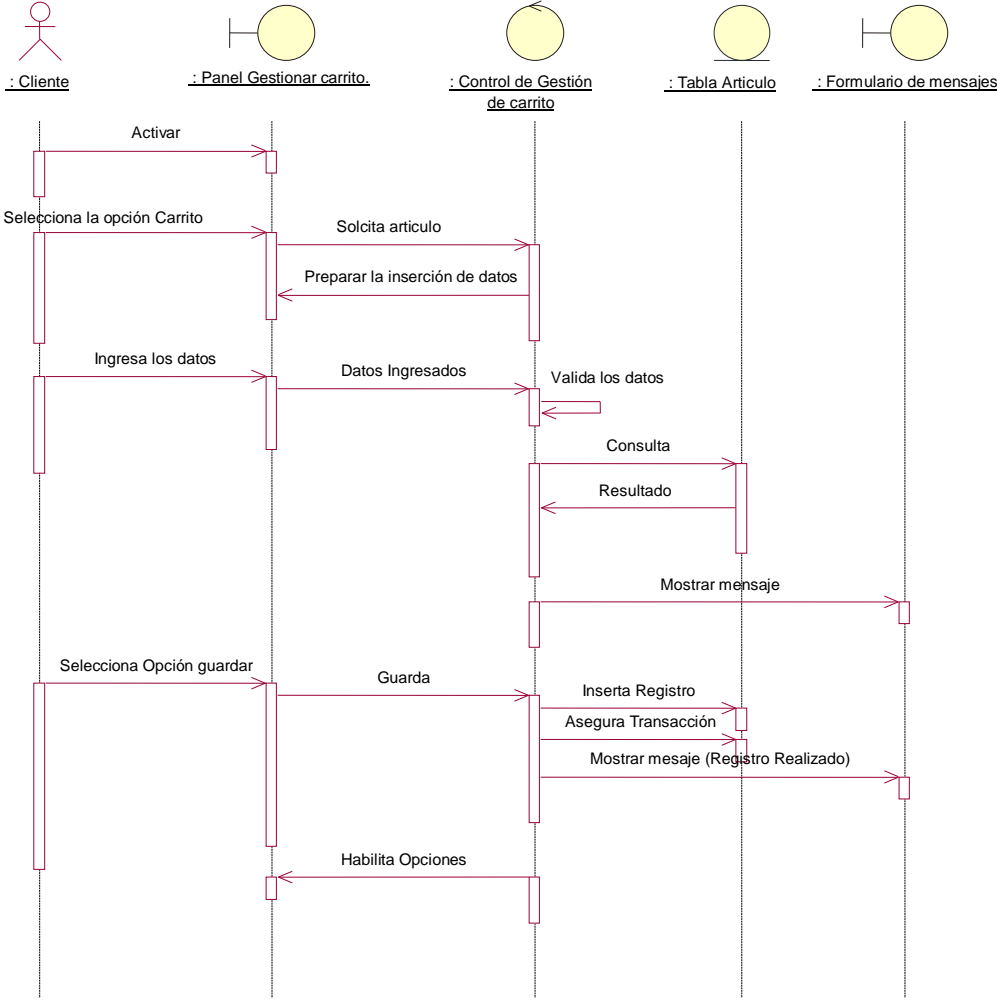 : Cliente
: Panel Gestionar carrito.
: Control de Gestión
de carrito
: Tabla Articulo
: Formulario de mensajes
Activar
Selecciona la opción Carrito
Solcita articulo
Preparar la inserción de datos
Ingresa los datos
Datos Ingresados
Valida los datos
Consulta
Resultado
Mostrar mensaje
Selecciona Opción guardar
Guarda
Inserta Registro
Asegura Transacción
Mostrar mesaje (Registro Realizado)
Habilita Opciones